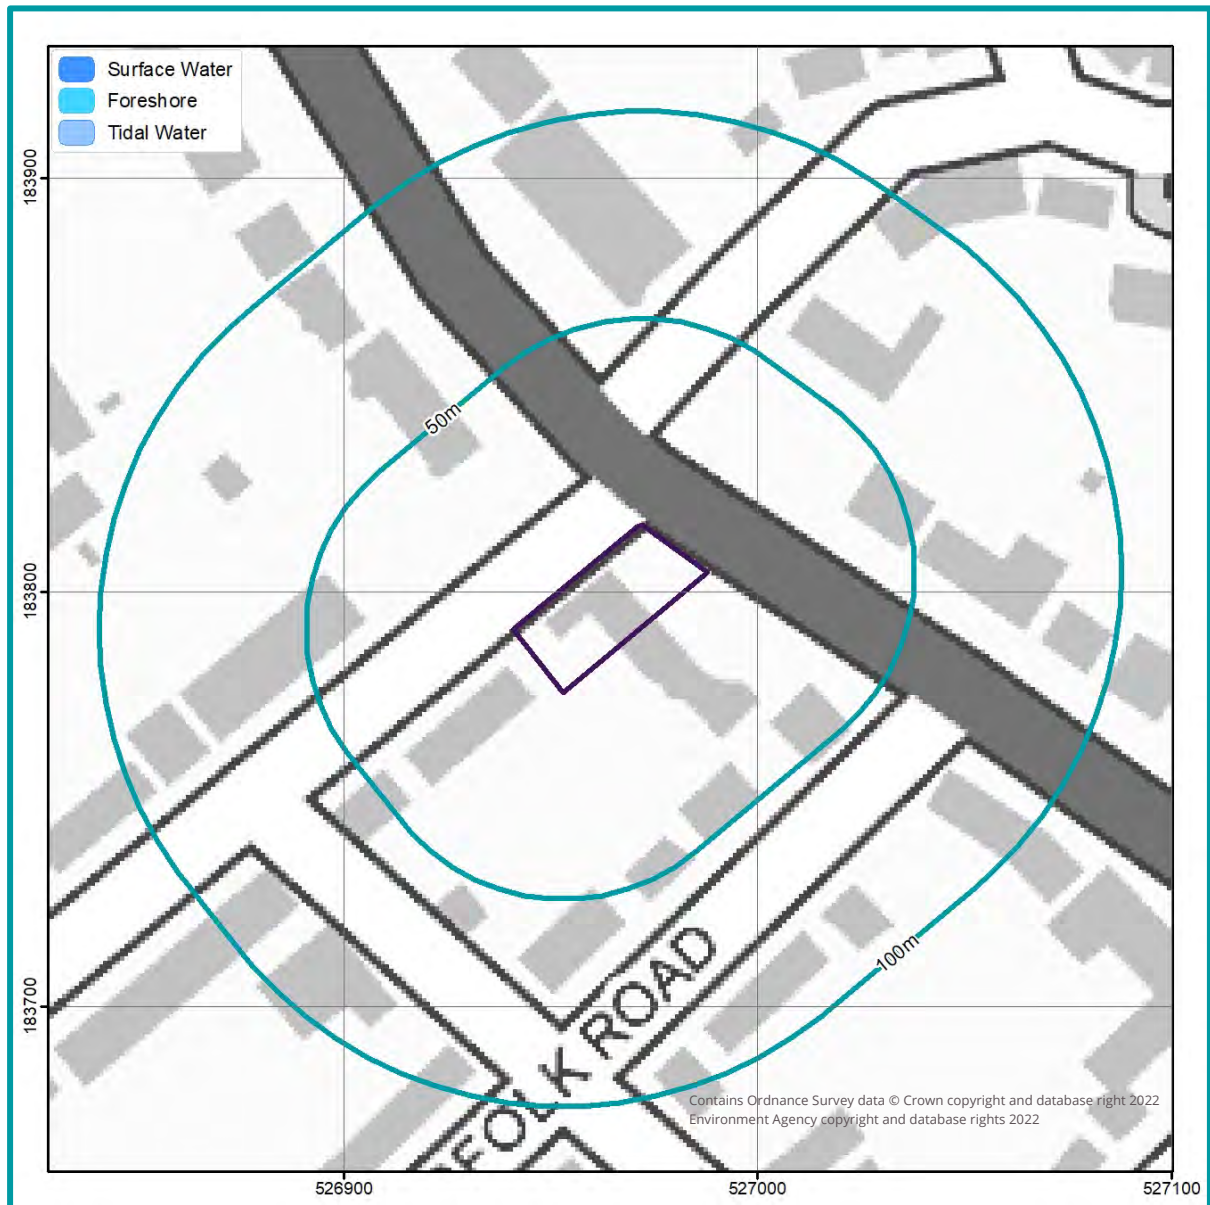 Surface Water
Foreshore
Tidal Water
183900
50m
183800
100m
183700
FOLK ROAD
Contains Ordnance Survey data © Crown copyright and database right 2022
Environment Agency copyright and database rights 2022
526900
527000
527100